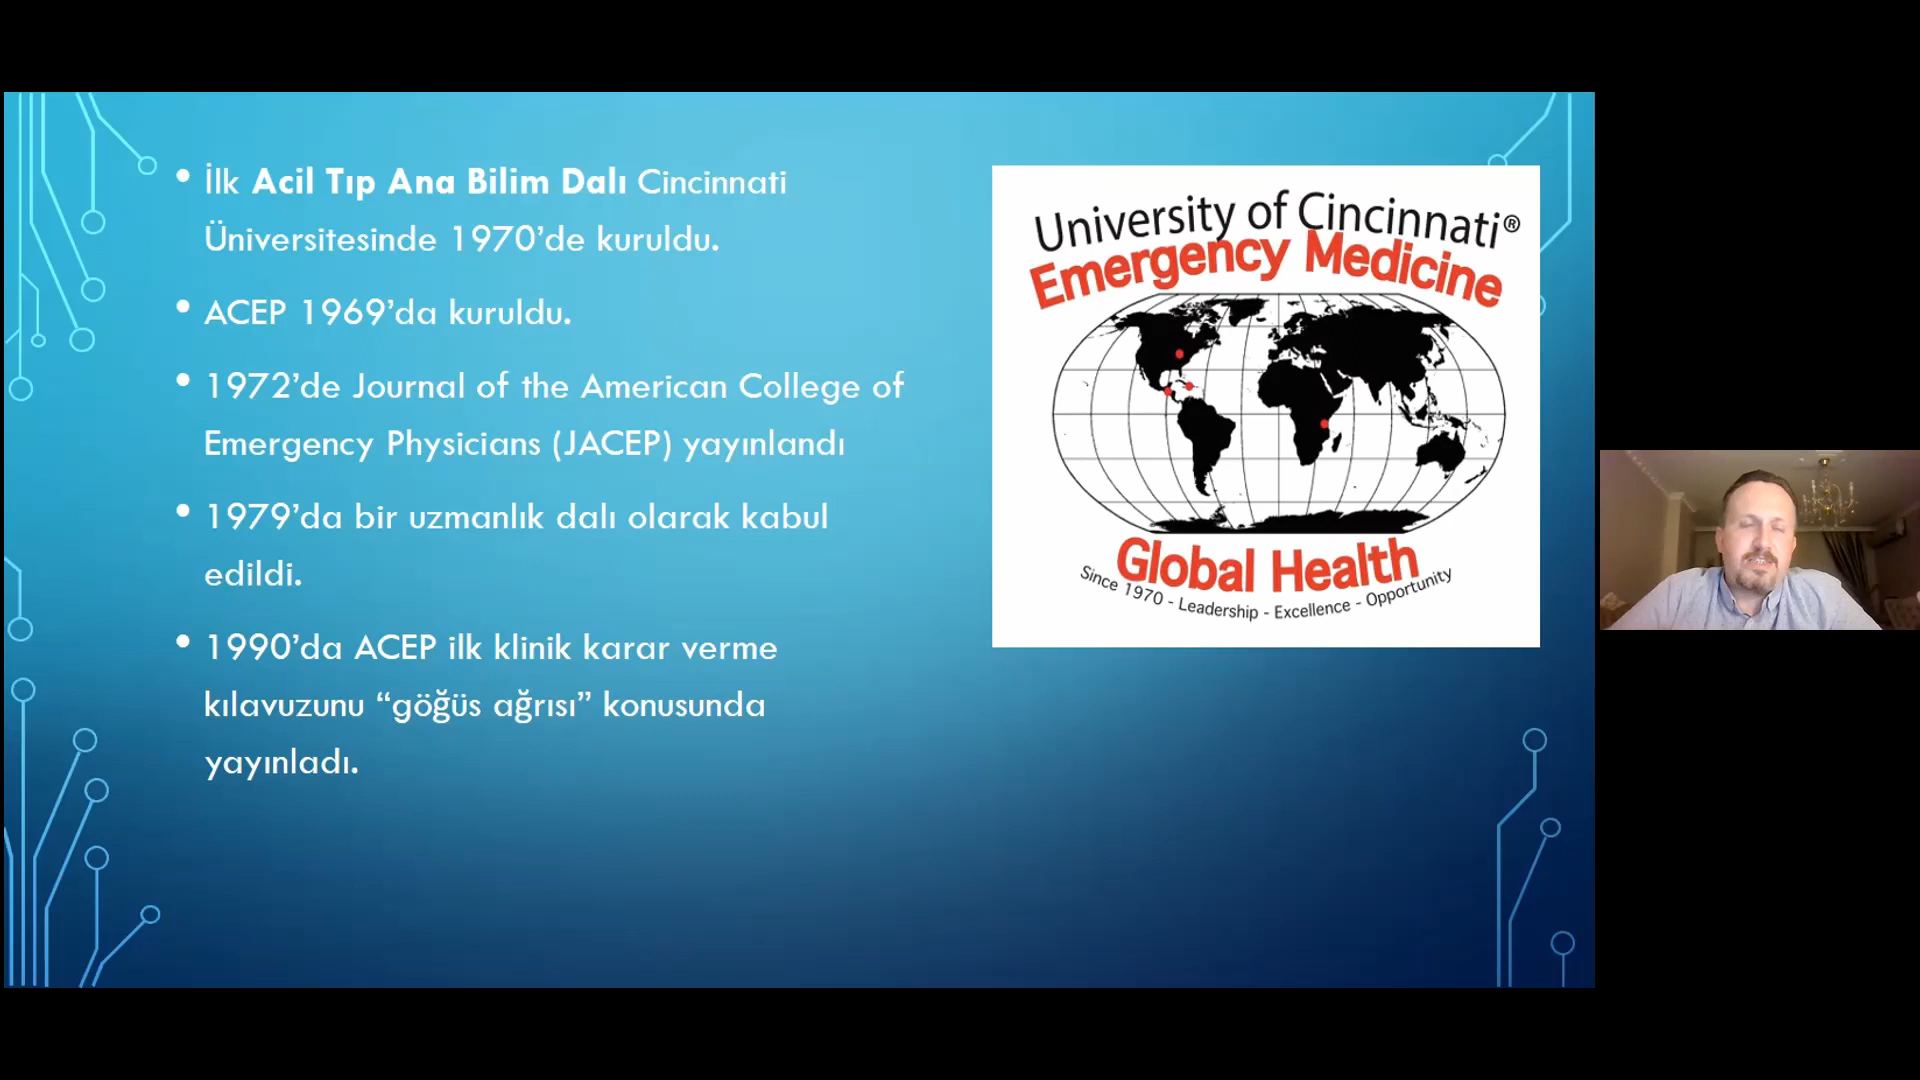 • İlk Acil Tıp Ana Bilim Dalı Cincinnati
Üniversitesinde 1970’de kuruldu.
• ACEP 1969’da kuruldu.
• 1972’de Journal of the American College of
Emergency Physicians (JACEP) yayınlandı
• 1979’da bir uzmanlık dalı olarak kabul
edildi.
• 1990’da ACEP ilk klinik karar verme
kılavuzunu “göğüs ağrısı” konusunda
yayınladı.
University of Cincinnati®
Emergency Medicine
Global Health
Since 1970 - Leadership - Excellence - Opportunity